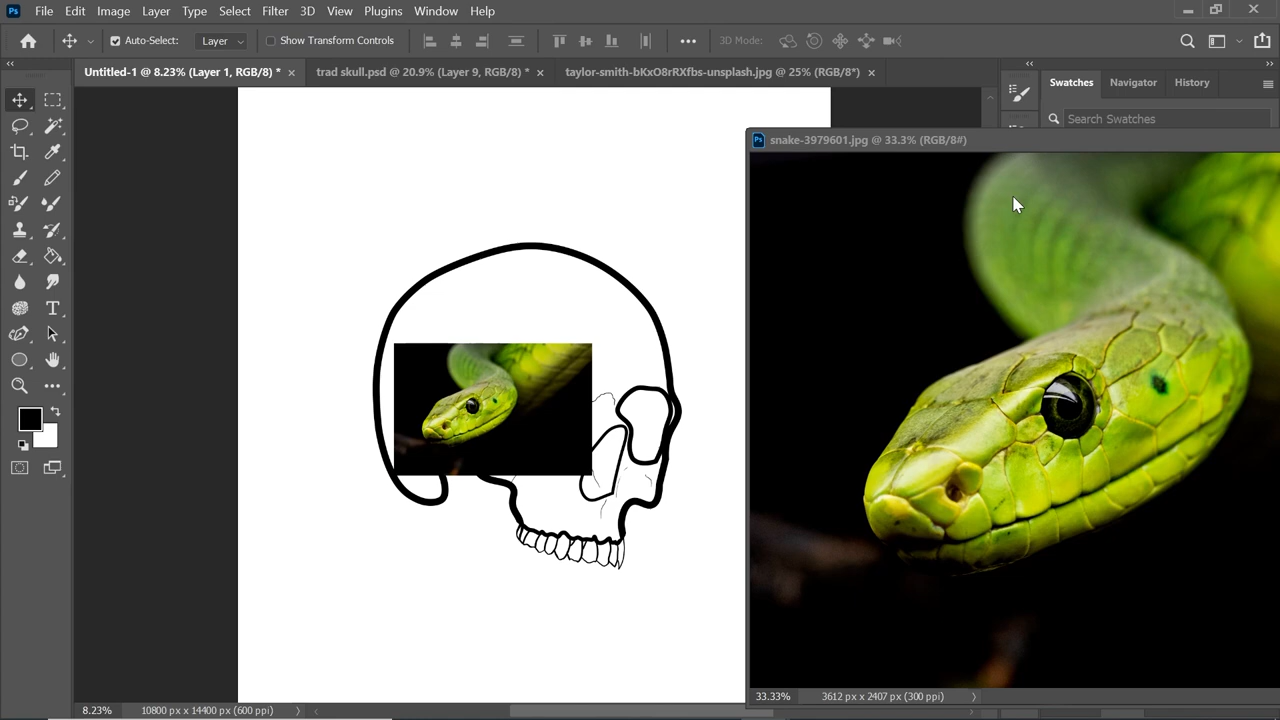 Ps File Edit Image Layer Type Select Filter 3D View Plugins Window Help
Auto-Select: Layer Show Transform Controls 3D Mode:
Untitled-1 @ 8.23% (Layer 1, RGB/8) * trad skull.psd @ 20.9% (Layer 9, RGB/8) * taylor-smith-bKxO8rRXfbs-unsplash.jpg @ 25% (RGB/8*)
Swatches Navigator History
Search Swatches
snake-3979601.jpg @ 33.3% (RGB/8#)
33.33% 3612 px x 2407 px (300 ppi)
8.23% 10800 px x 14400 px (600 ppi)